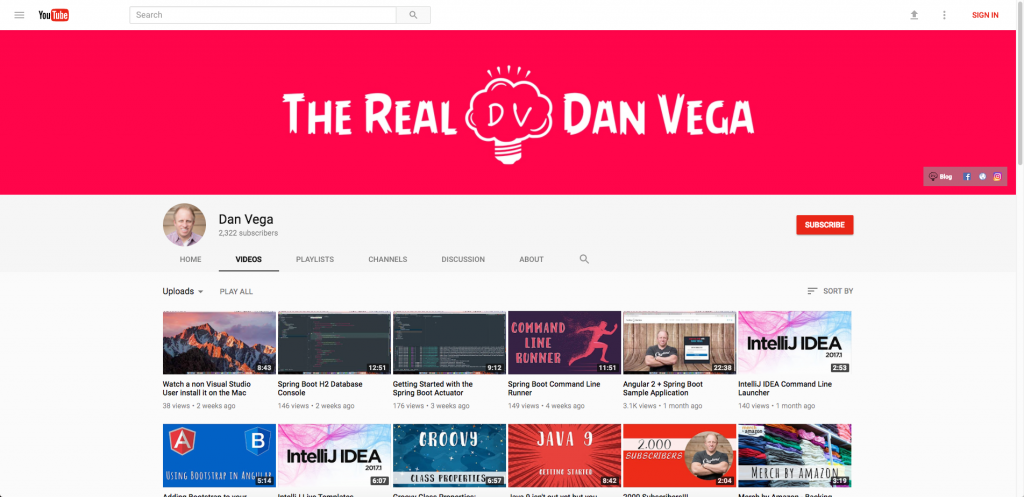 YouTube
Search
SIGN IN
THE REAL DV DAN VEGA
Blog
Dan Vega
2,322 subscribers
SUBSCRIBE
HOME VIDEOS PLAYLISTS CHANNELS DISCUSSION ABOUT
Uploads PLAY ALL SORT BY
8:43
12:51
9:12
COMMAND
LINE
RUNNER
11:51
22:38
IntelliJ IDEA
2017.1
2:53
Watch a non Visual Studio
User install it on the Mac
38 views • 2 weeks ago
Spring Boot H2 Database
Console
146 views • 2 weeks ago
Getting Started with the
Spring Boot Actuator
176 views • 3 weeks ago
Spring Boot Command Line
Runner
149 views • 4 weeks ago
Angular 2 + Spring Boot
Sample Application
3.1K views • 1 month ago
IntelliJ IDEA Command Line
Launcher
140 views • 1 month ago
A B
USING BOOTSTRAP IN ANGULAR
5:14
IntelliJ IDEA
2017.1
6:07
GROOVY
CLASS PROPERTIES
6:57
JAVA 9
GETTING STARTED
8:42
2,000
SUBSCRIBERS
2:04
amazon
MERCH BY AMAZON
3:19
Adding Bootstrap to your
IntelliJ Live Templates
Groovy Class Properties:
Java 9 isn't out yet but you
2000 Subscribers!!!
Merch By Amazon - Backing